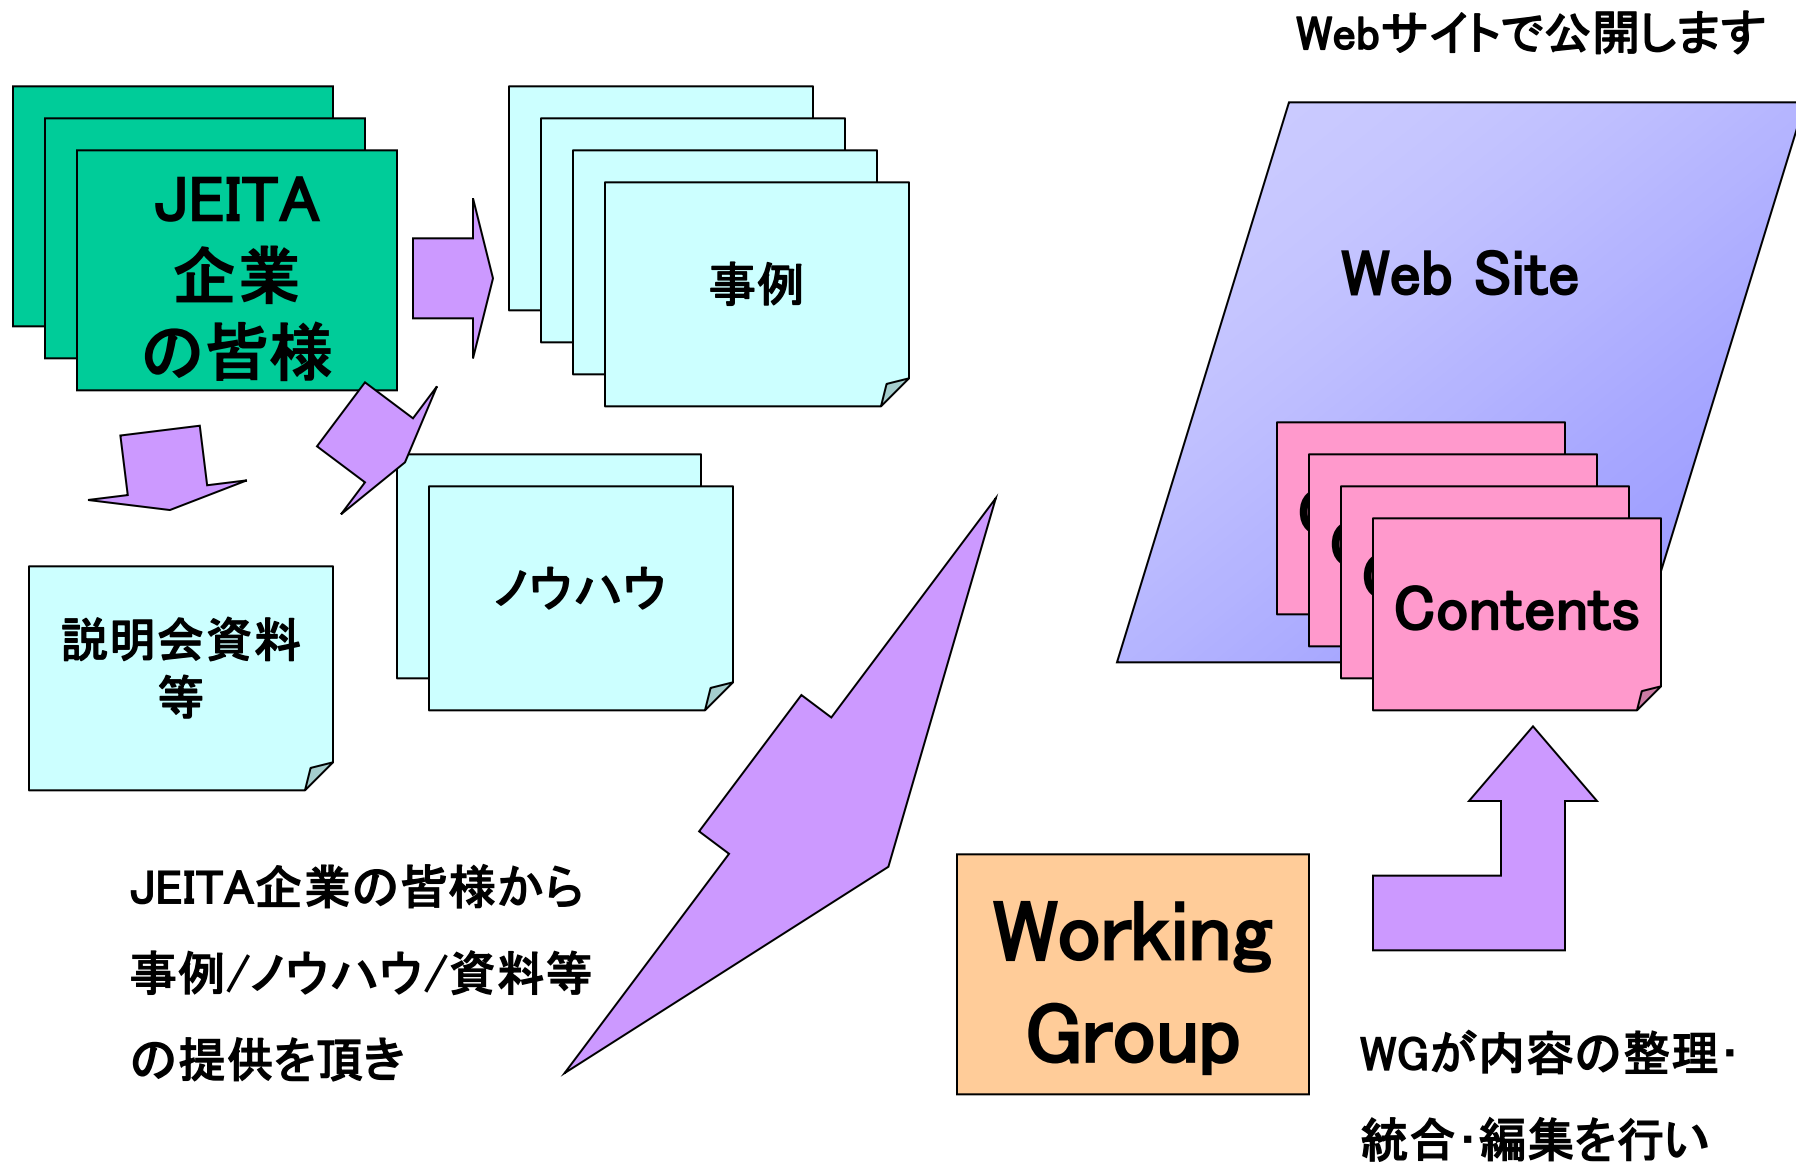 Webサイトで公開します
JEITA
企業
の皆様
事例
Web Site
ノウハウ
説明会資料
等
Contents
JEITA企業の皆様から
事例/ノウハウ/資料等
の提供を頂き
Working
Group
WGが内容の整理・
統合・編集を行い